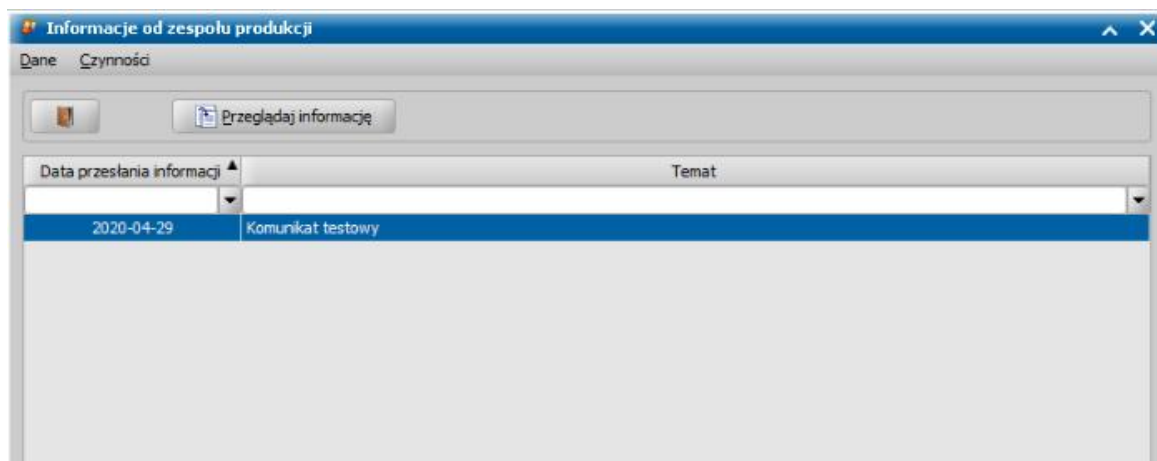 Informacje od zespołu produkcji
Dane Czynności
Przeglądaj informację
Data przesłania informacji Temat
2020-04-29 Komunikat testowy